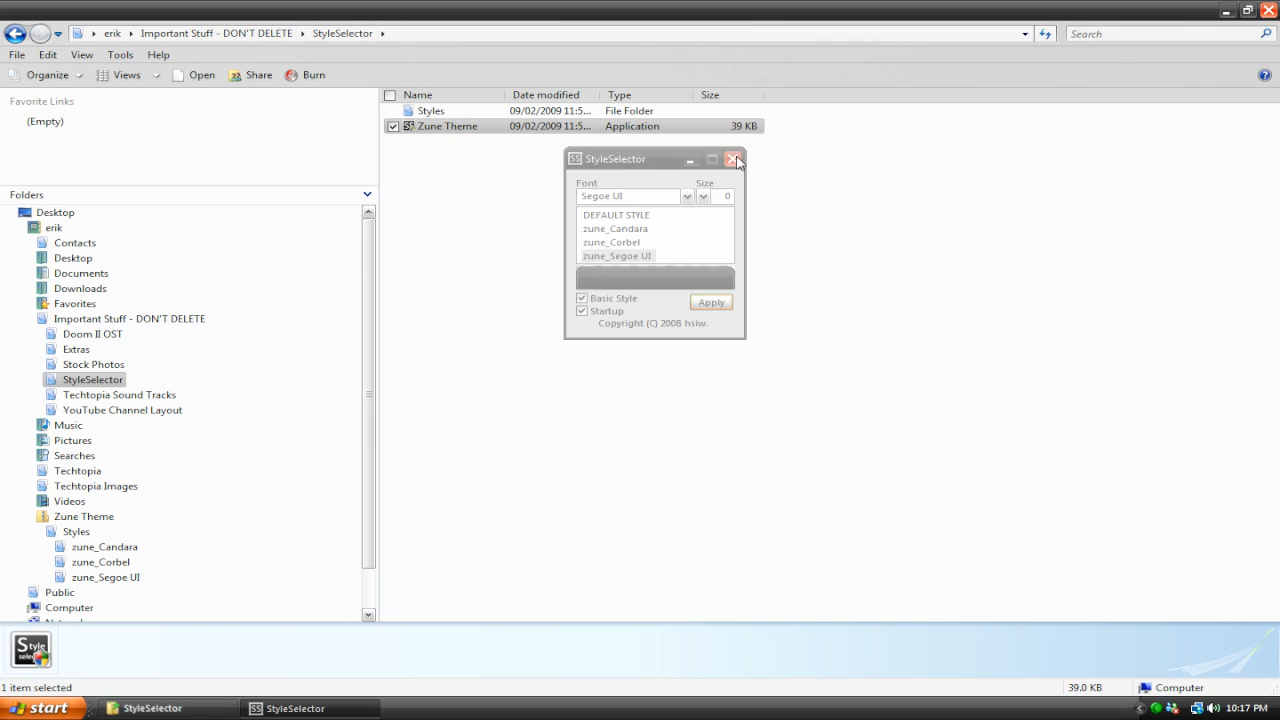 erik Important Stuff - DON'T DELETE StyleSelector
Search
File Edit View Tools Help
Organize Views Open Share Burn
Favorite Links
(Empty)
Folders
Desktop
erik
Contacts
Desktop
Documents
Downloads
Favorites
Important Stuff - DON'T DELETE
Doom II OST
Extras
Stock Photos
StyleSelector
Techtopia Sound Tracks
YouTube Channel Layout
Music
Pictures
Searches
Techtopia
Techtopia Images
Videos
Zune Theme
Styles
zune_Candara
zune_Corbel
zune_Segoe UI
Public
Computer
Name Date modified Type Size
Styles 09/02/2009 11:5... File Folder
Zune Theme 09/02/2009 11:5... Application 39 KB
SS StyleSelector
Font Size
Segoe UI 0
DEFAULT STYLE
zune_Candara
zune_Corbel
zune_Segoe UI
Basic Style
Startup
Apply
Copyright (C) 2008 hsiw.
Style
1 item selected 39.0 KB Computer
start StyleSelector SS StyleSelector 10:17 PM